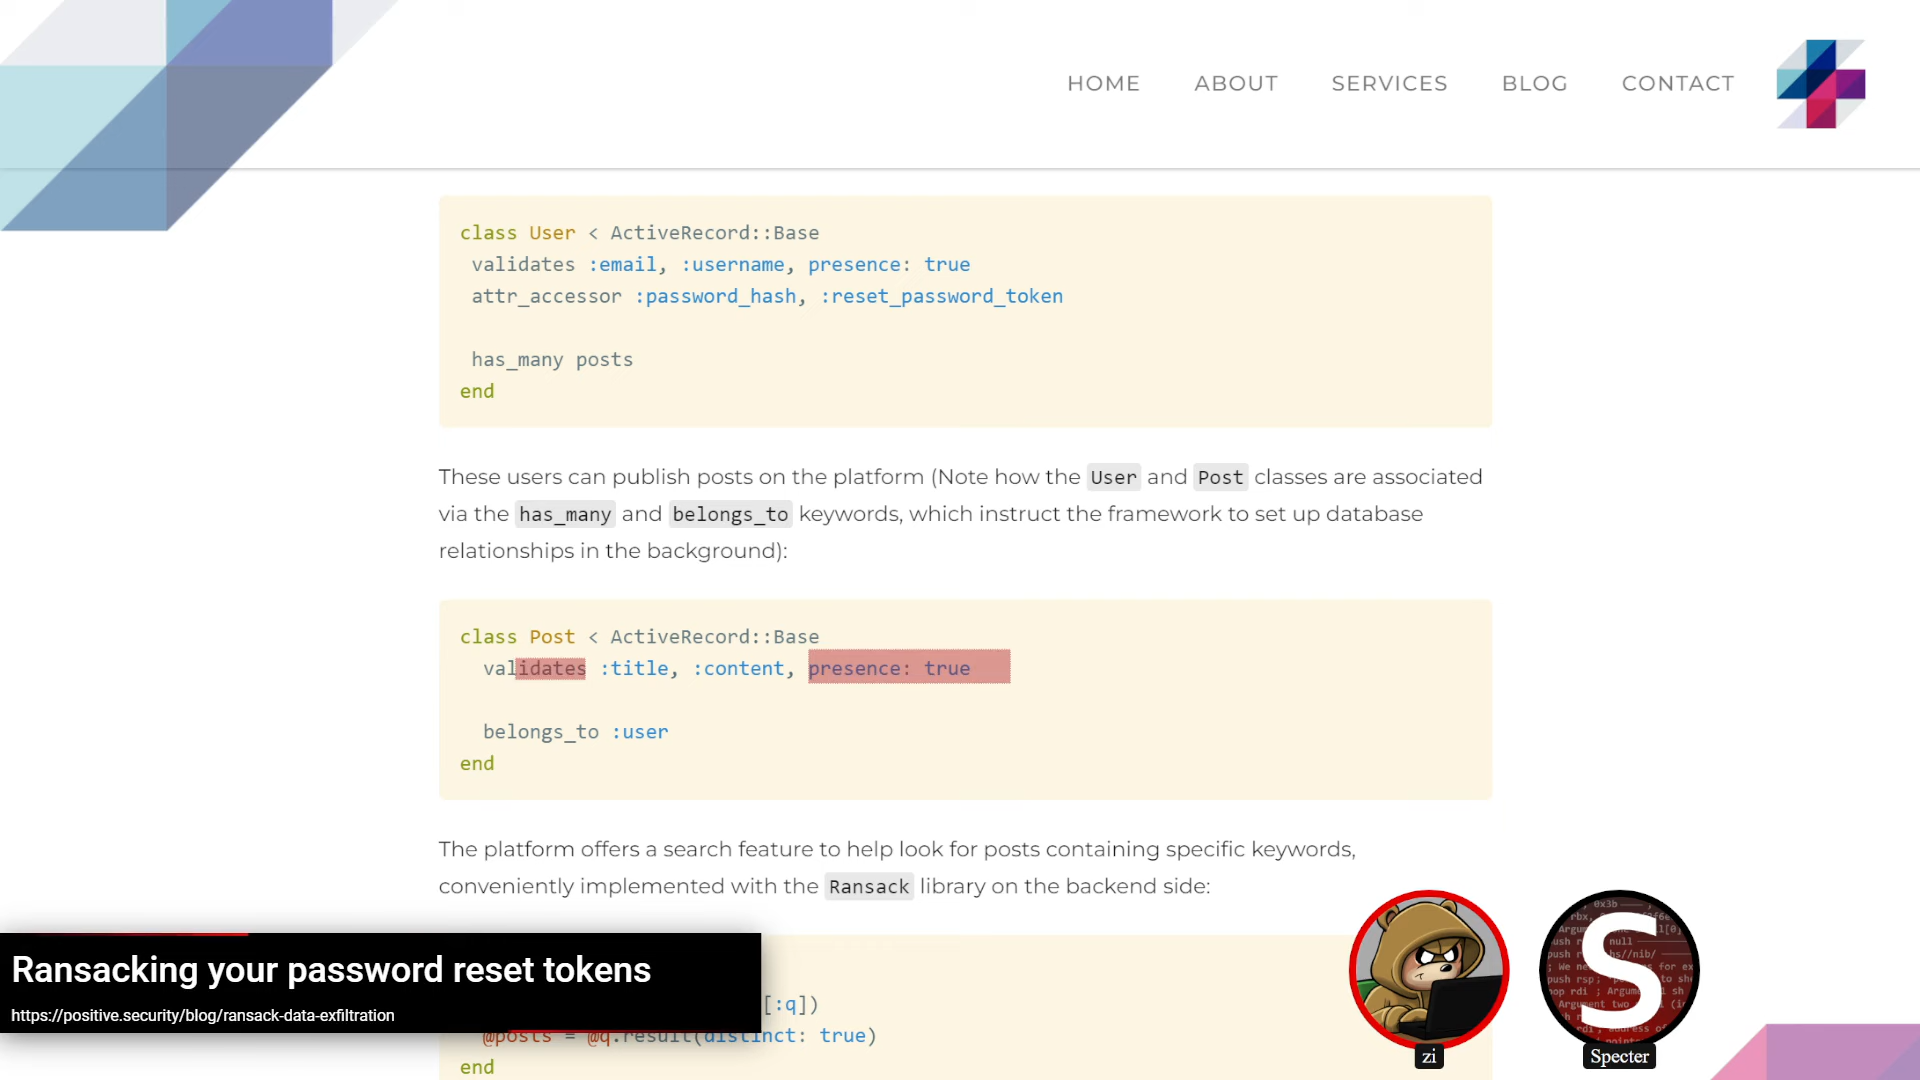 HOME ABOUT SERVICES BLOG CONTACT
class User < ActiveRecord::Base
validates :email, :username, presence: true
attr_accessor :password_hash, :reset_password_token
has_many posts
end
These users can publish posts on the platform (Note how the User and Post classes are associated
via the has_many and belongs_to keywords, which instruct the framework to set up database
relationships in the background):
class Post < ActiveRecord::Base
validates :title, :content, presence: true
belongs_to :user
end
The platform offers a search feature to help look for posts containing specific keywords,
conveniently implemented with the Ransack library on the backend side:
[:q])
@posts = @q.result(distinct: true)
end
Ransacking your password reset tokens
https://positive.security/blog/ransack-data-exfiltration
zi
S
Specter